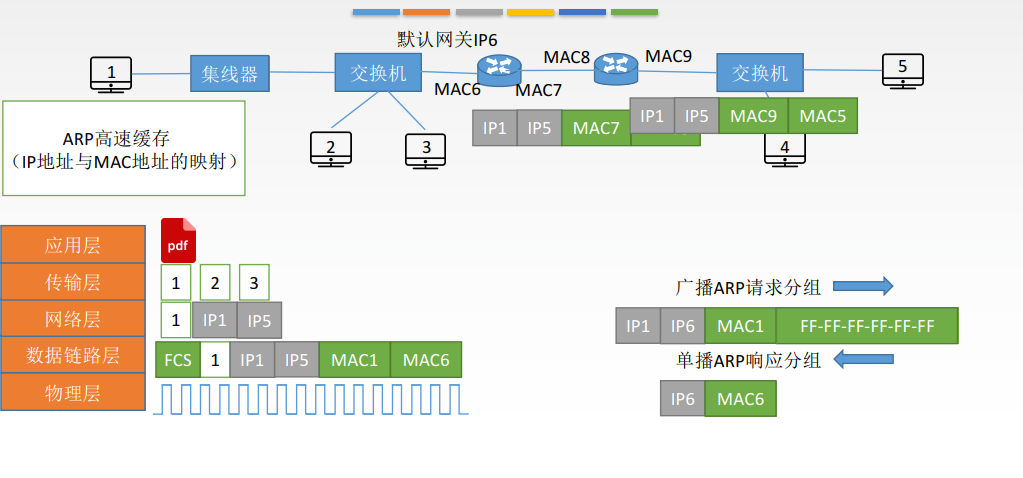 默认网关IP6
1
集线器
交换机
MAC8
MAC9
交换机
5
MAC6
MAC7
ARP高速缓存
（IP地址与MAC地址的映射）
2
3
IP1 IP5 MAC7
IP1 IP5 MAC9 MAC5
4
应用层
pdf
传输层
1 2 3
网络层
1 IP1 IP5
数据链路层
FCS 1 IP1 IP5 MAC1 MAC6
物理层
广播ARP请求分组
IP1 IP6 MAC1 FF-FF-FF-FF-FF-FF
单播ARP响应分组
IP6 MAC6